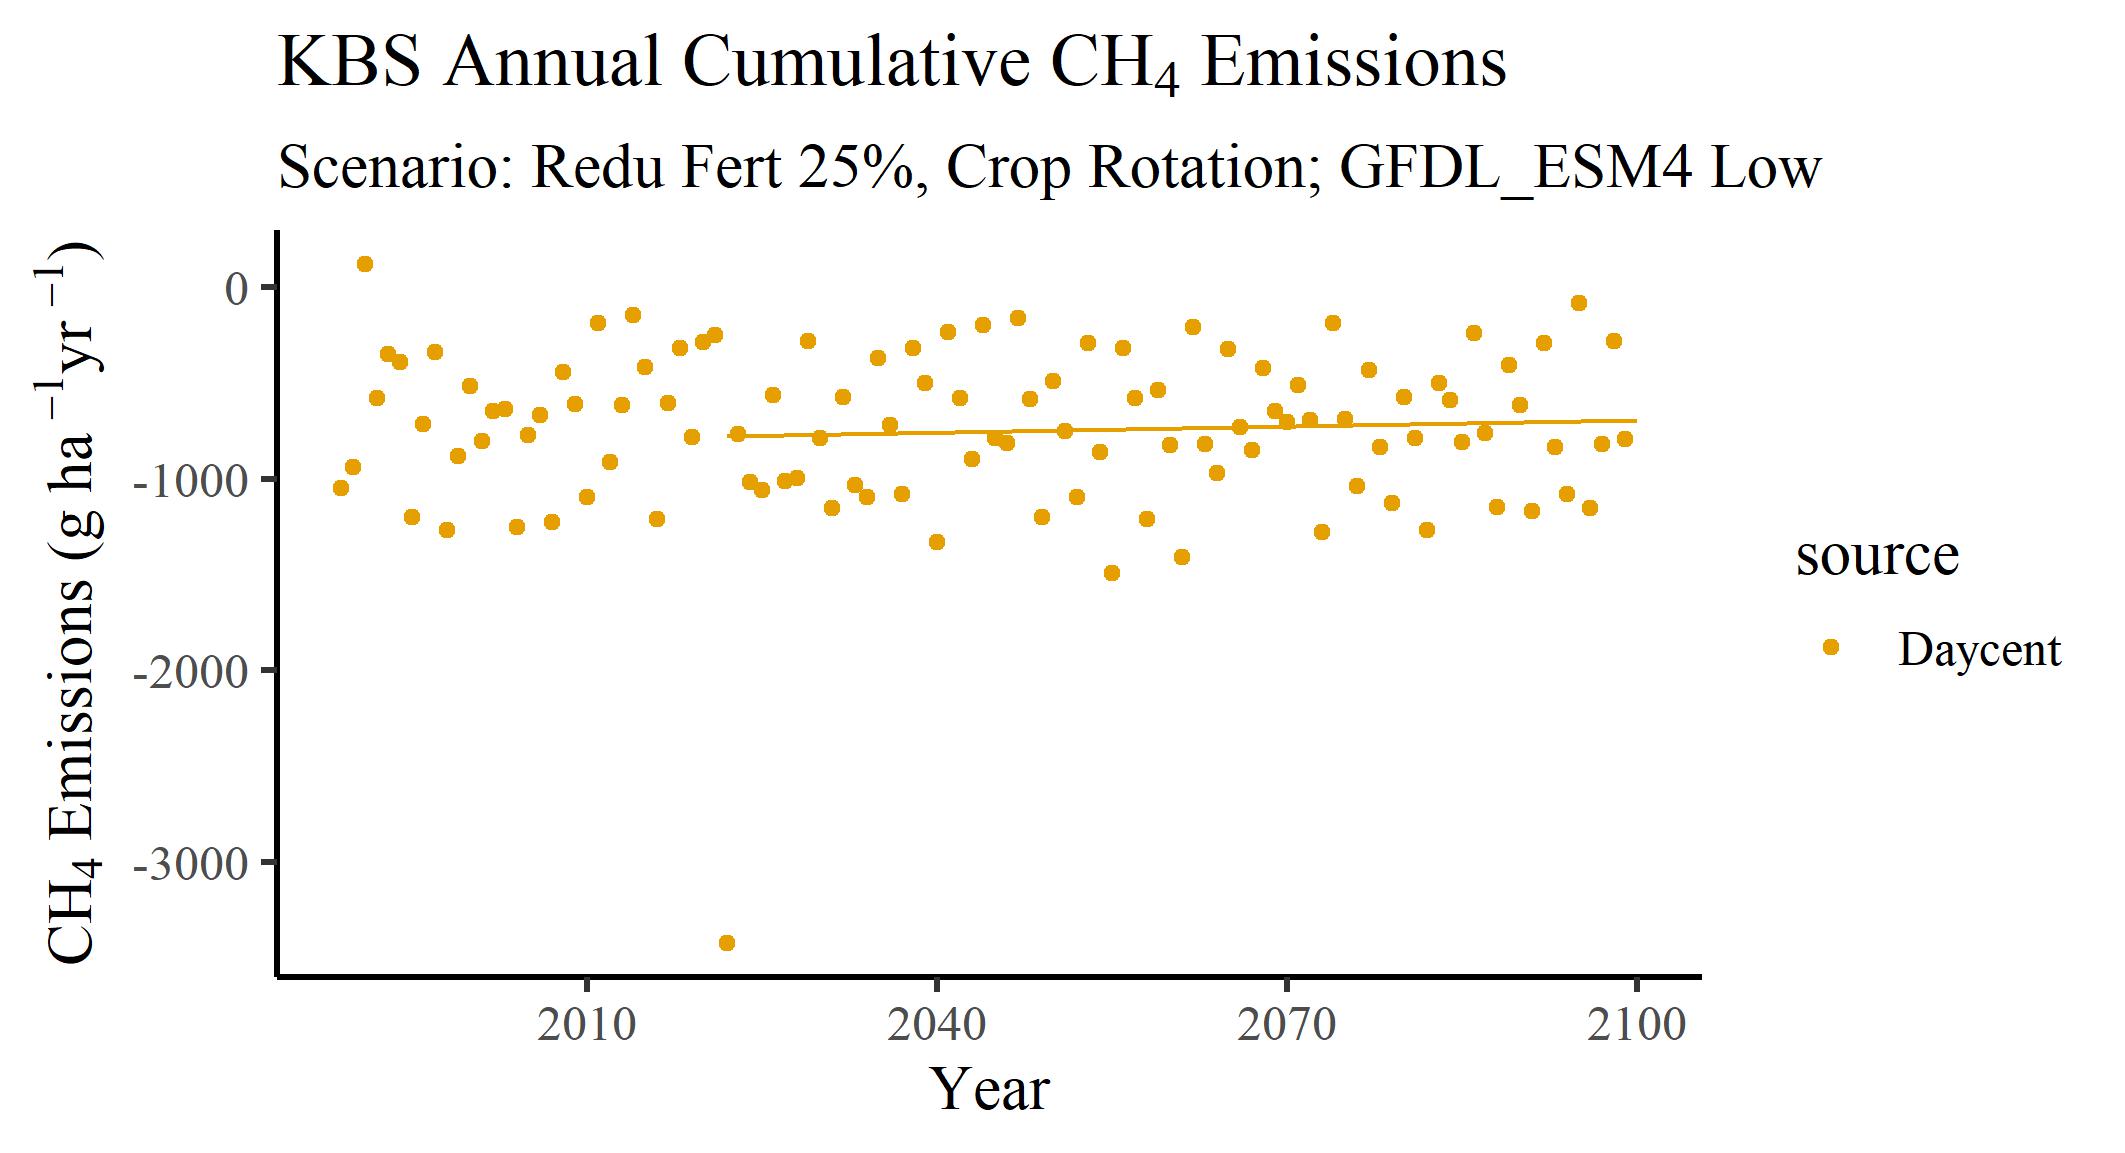 KBS Annual Cumulative CH₄ Emissions
Scenario: Redu Fert 25%, Crop Rotation; GFDL_ESM4 Low
CH₄ Emissions (g ha ⁻¹yr ⁻¹)
0
-1000
-2000
-3000
2010 2040 2070 2100
Year
source
Daycent